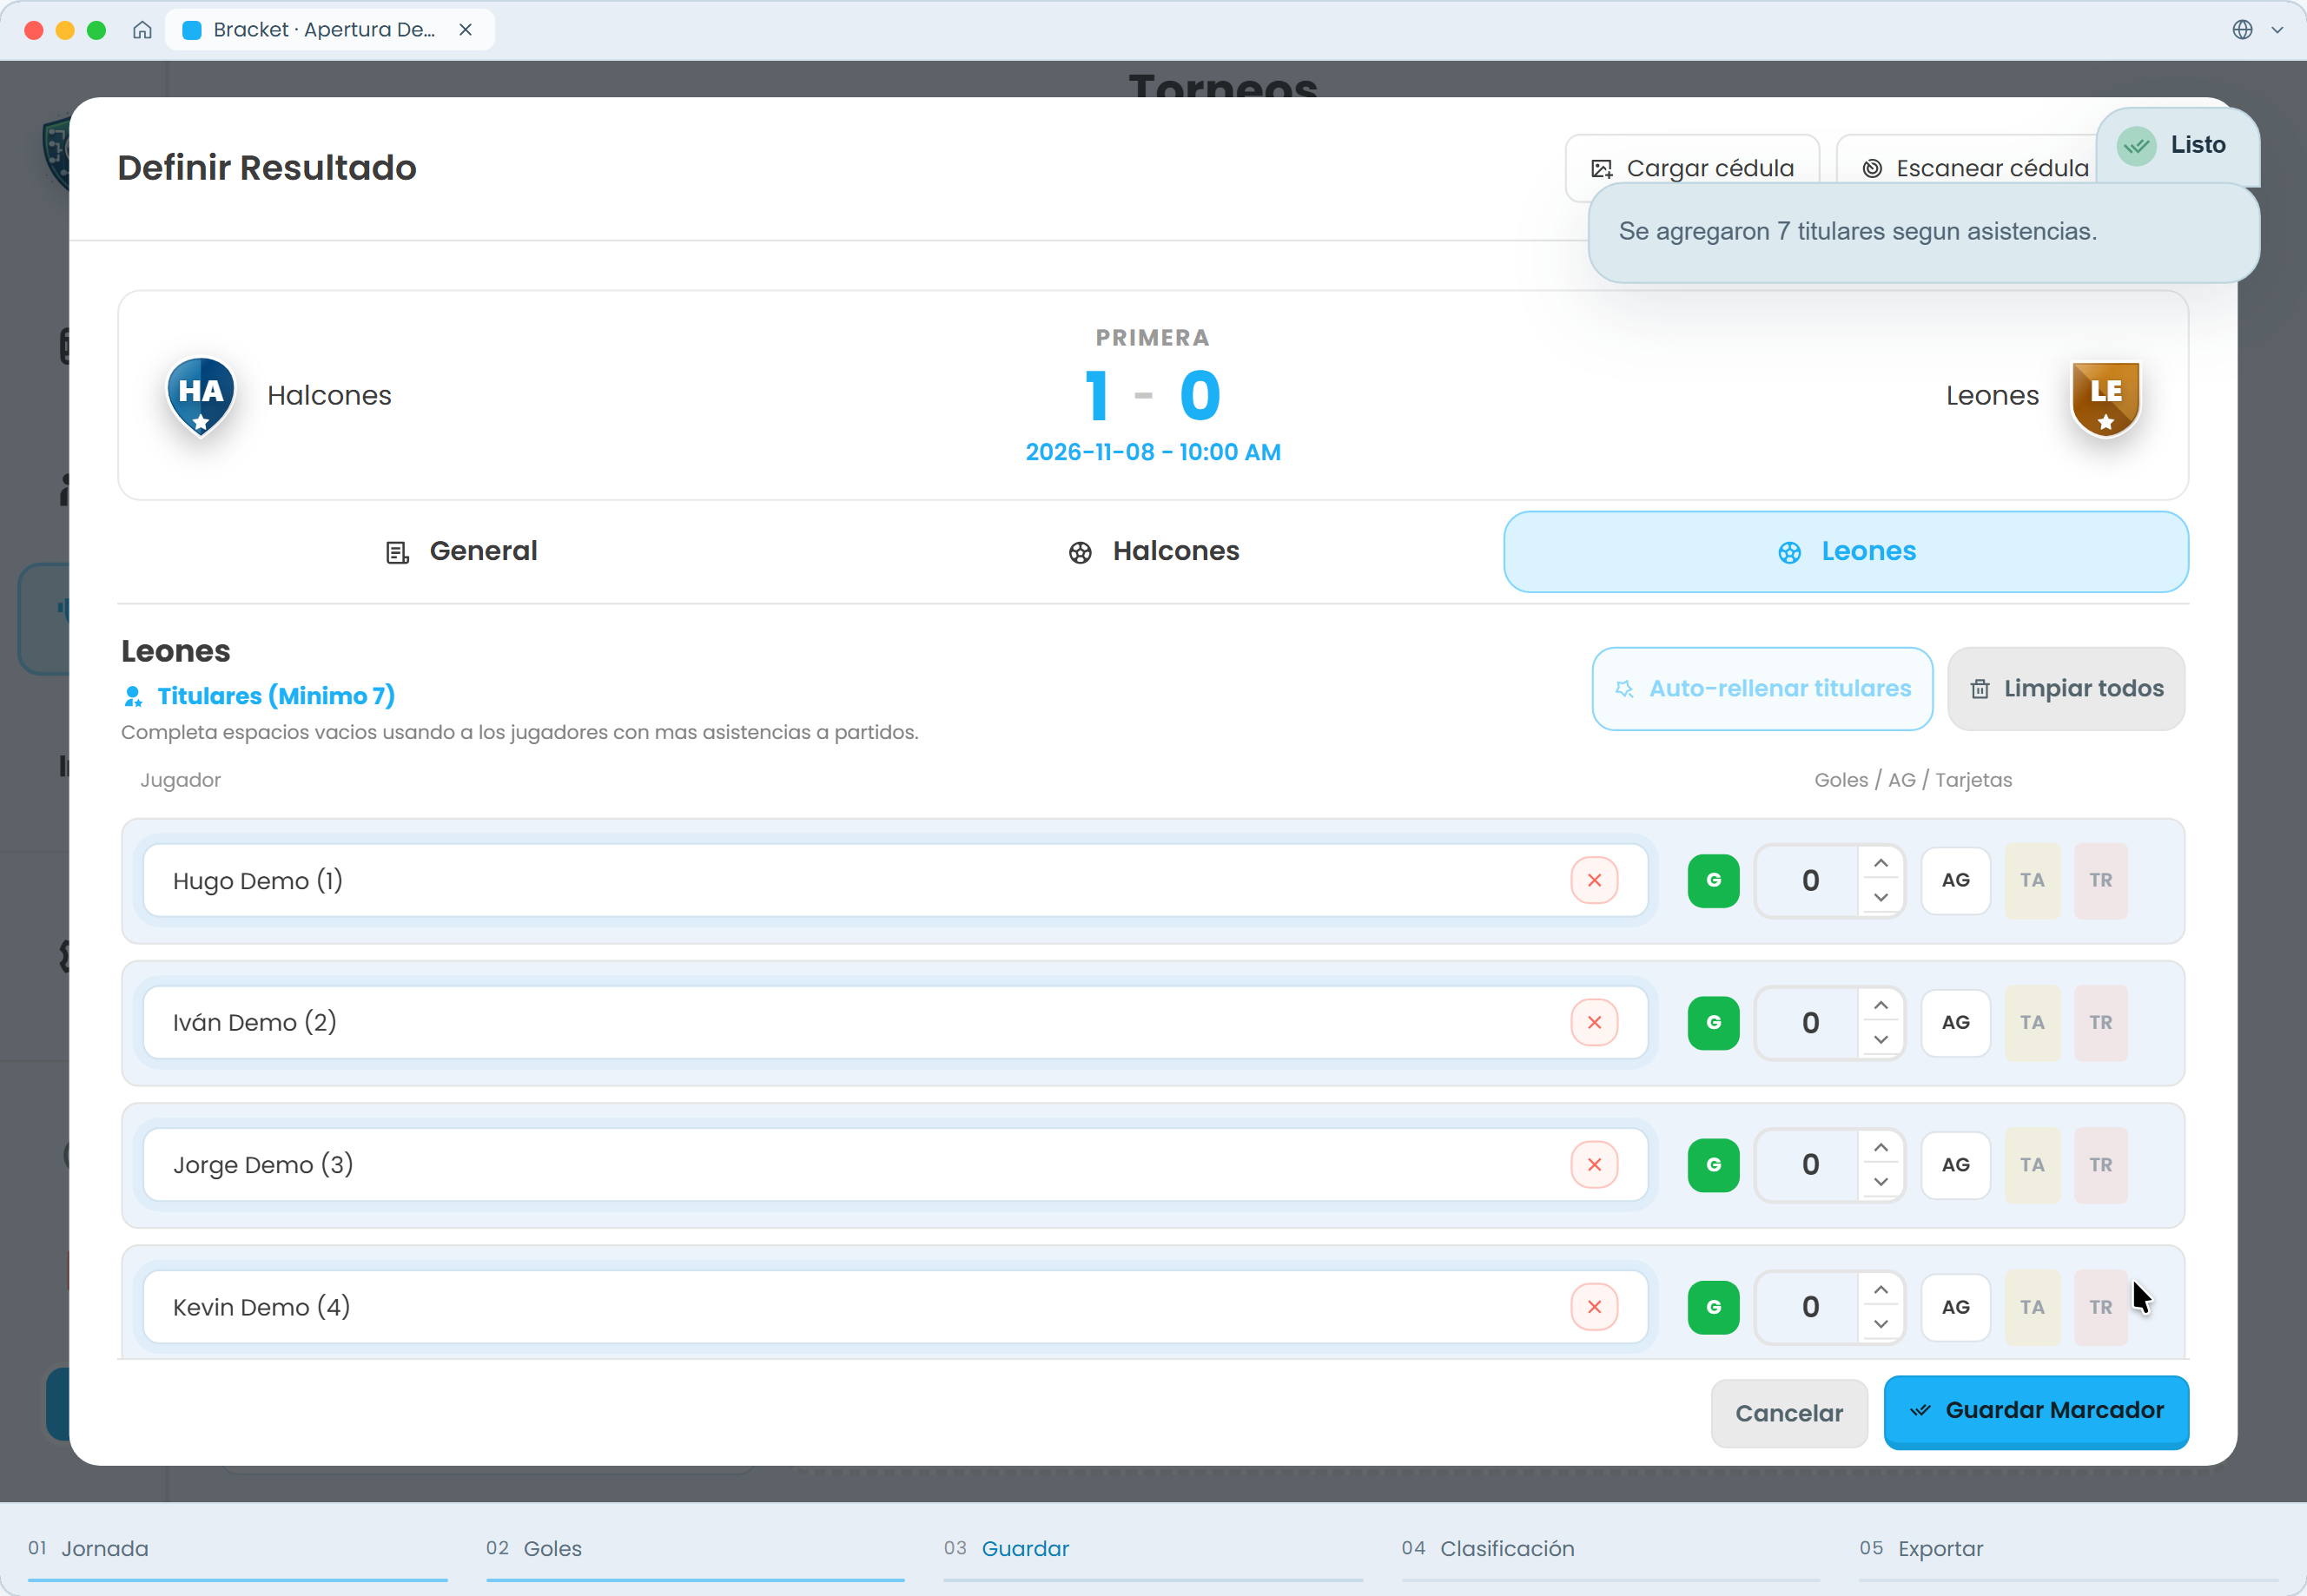 Bracket · Apertura De...
Torneos
Definir Resultado
Cargar cédula
Escanear cédula
Listo
Se agregaron 7 titulares segun asistencias.
PRIMERA
HA
Halcones
1 - 0
Leones
LE
2026-11-08 - 10:00 AM
General
Halcones
Leones
Leones
Titulares (Minimo 7)
Completa espacios vacios usando a los jugadores con mas asistencias a partidos.
Auto-rellenar titulares
Limpiar todos
Jugador
Goles / AG / Tarjetas
Hugo Demo (1)
G
0
AG
TA
TR
Iván Demo (2)
G
0
AG
TA
TR
Jorge Demo (3)
G
0
AG
TA
TR
Kevin Demo (4)
G
0
AG
TA
TR
Cancelar
Guardar Marcador
01 Jornada
02 Goles
03 Guardar
04 Clasificación
05 Exportar